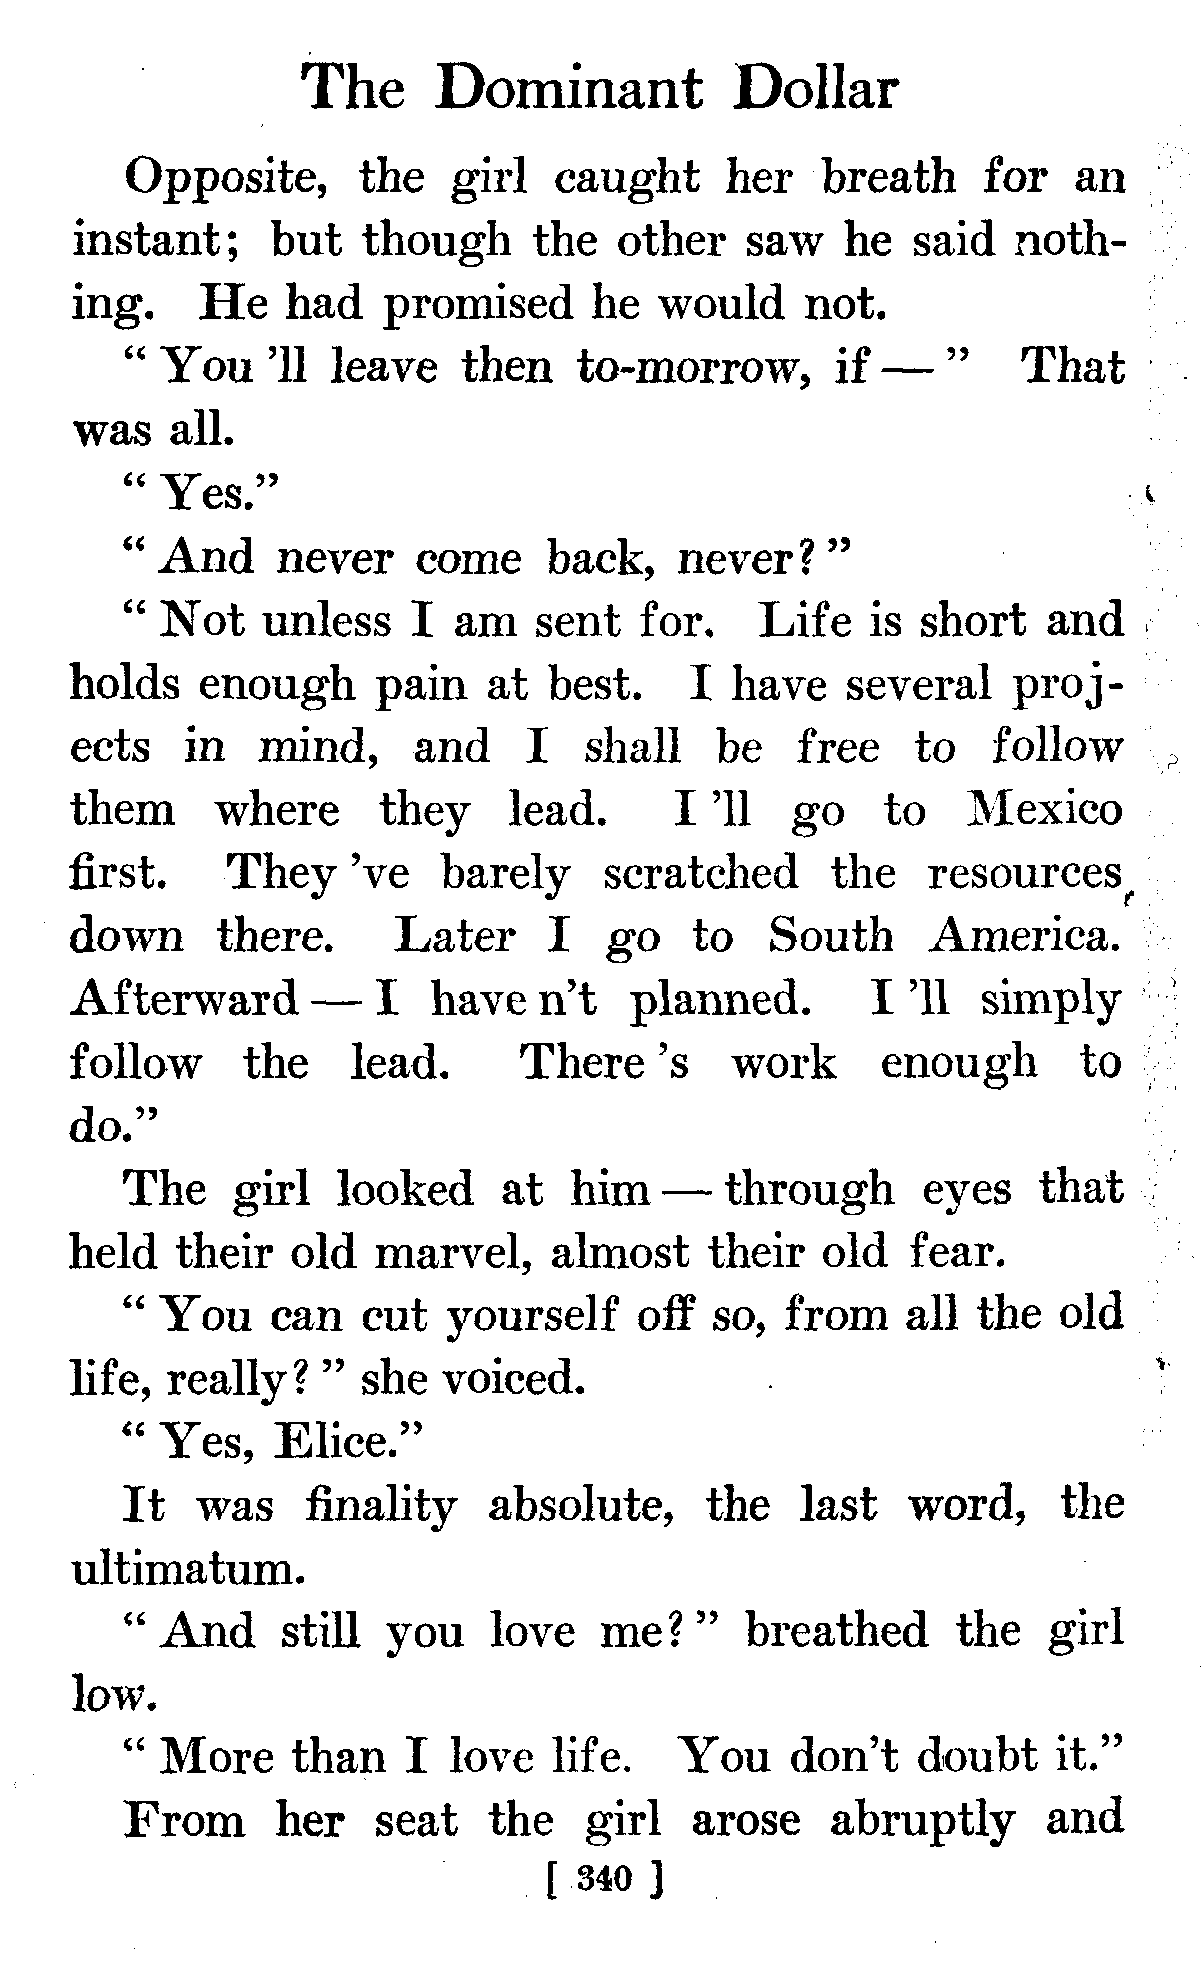 The Dominant Dollar
Opposite, the girl caught her breath for an
instant; but though the other saw he said noth-
ing. He had promised he would not.
“ You ’ll leave then to-morrow, if — ” That
was all.
“ Yes.”
“ And never come back, never? ”
“ Not unless I am sent for. Life is short and
holds enough pain at best. I have several proj-
ects in mind, and I shall be free to follow
them where they lead. I ’ll go to Mexico
first. They ’ve barely scratched the resources
down there. Later I go to South America.
Afterward — I have n’t planned. I ’ll simply
follow the lead. There ’s work enough to
do.”
The girl looked at him — through eyes that
held their old marvel, almost their old fear.
“ You can cut yourself off so, from all the old
life, really? ” she voiced.
“ Yes, Elice.”
It was finality absolute, the last word, the
ultimatum.
“ And still you love me? ” breathed the girl
low.
“ More than I love life. You don’t doubt it.”
From her seat the girl arose abruptly and
[ 340 ]